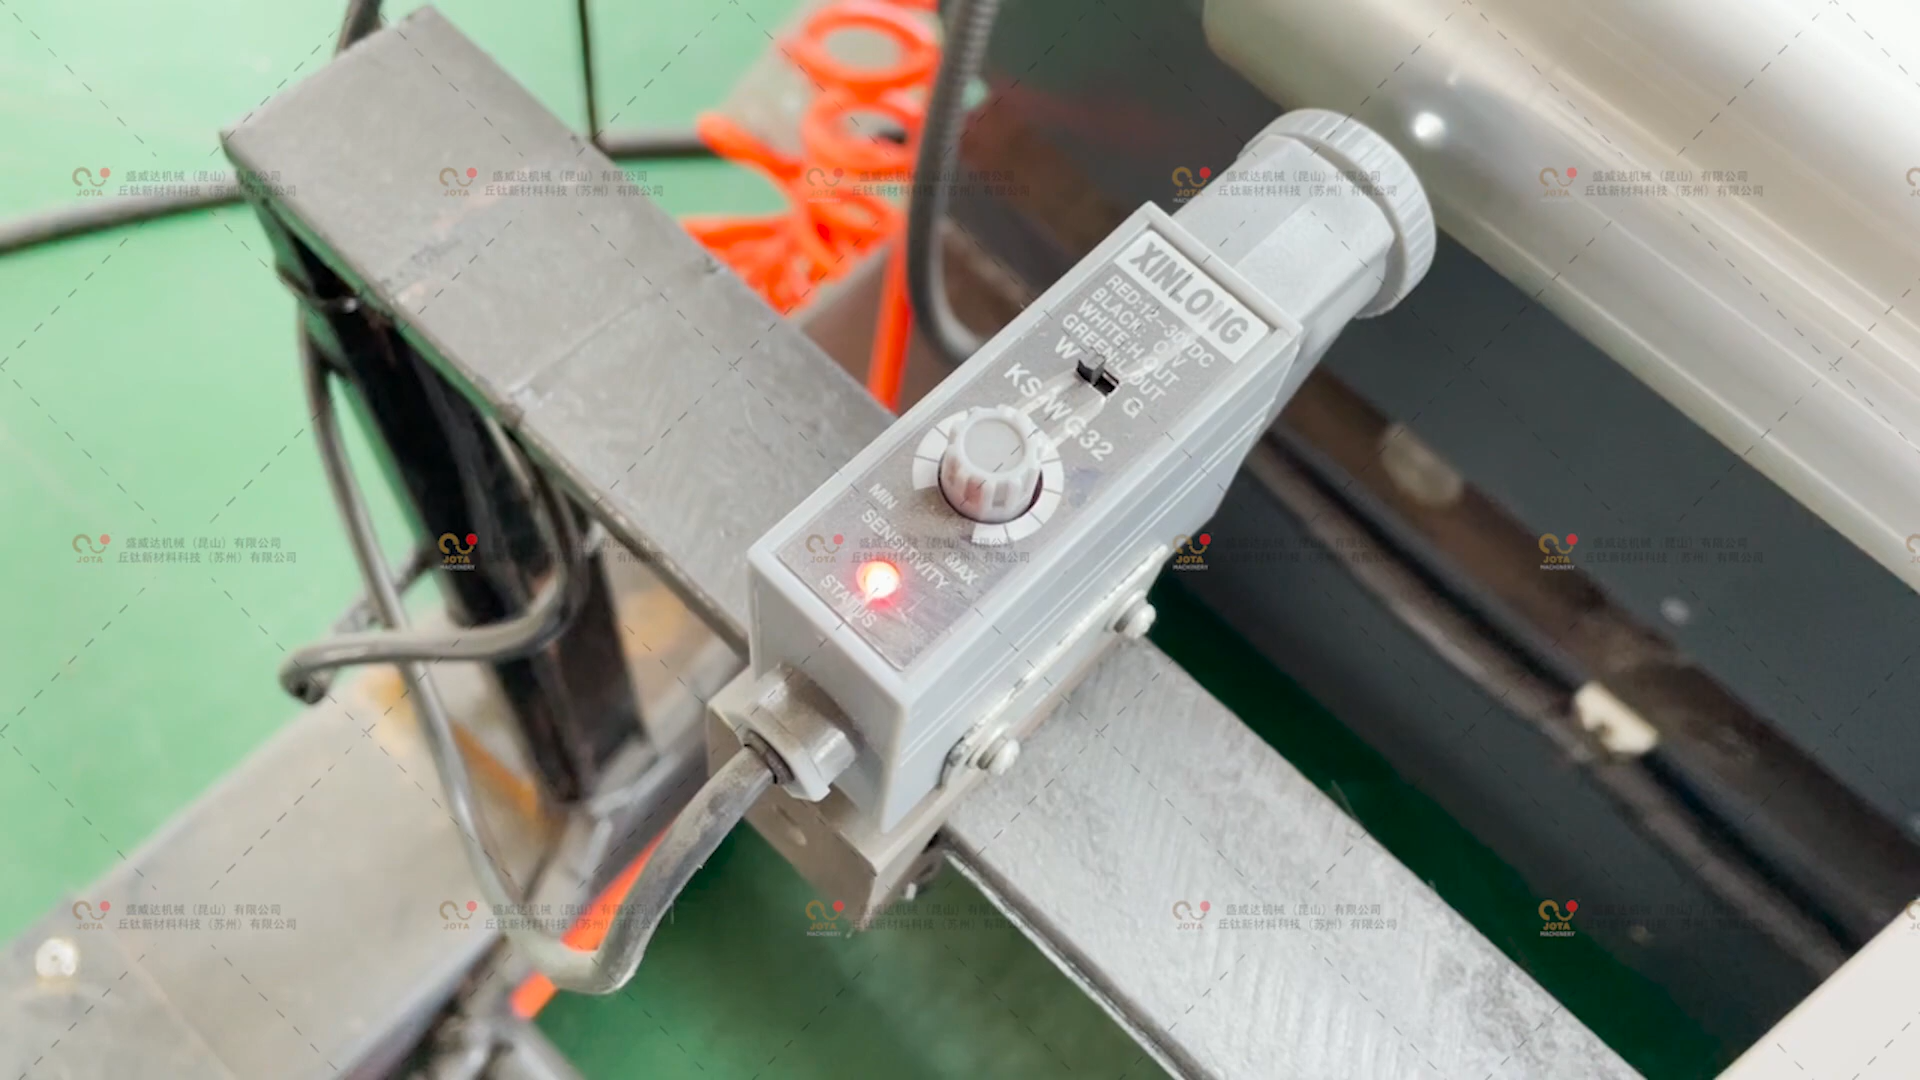 XINLONG
RED:12~30VDC
BLACK: O V
WHITE:H,OUT
GREEN:L,OUT
W G
KS-WG32
MIN MAX
SENSITIVITY
STATUS
盛威达机械（昆山）有限公司
丘钛新材料科技（苏州）有限公司
JOTA
MACHINERY